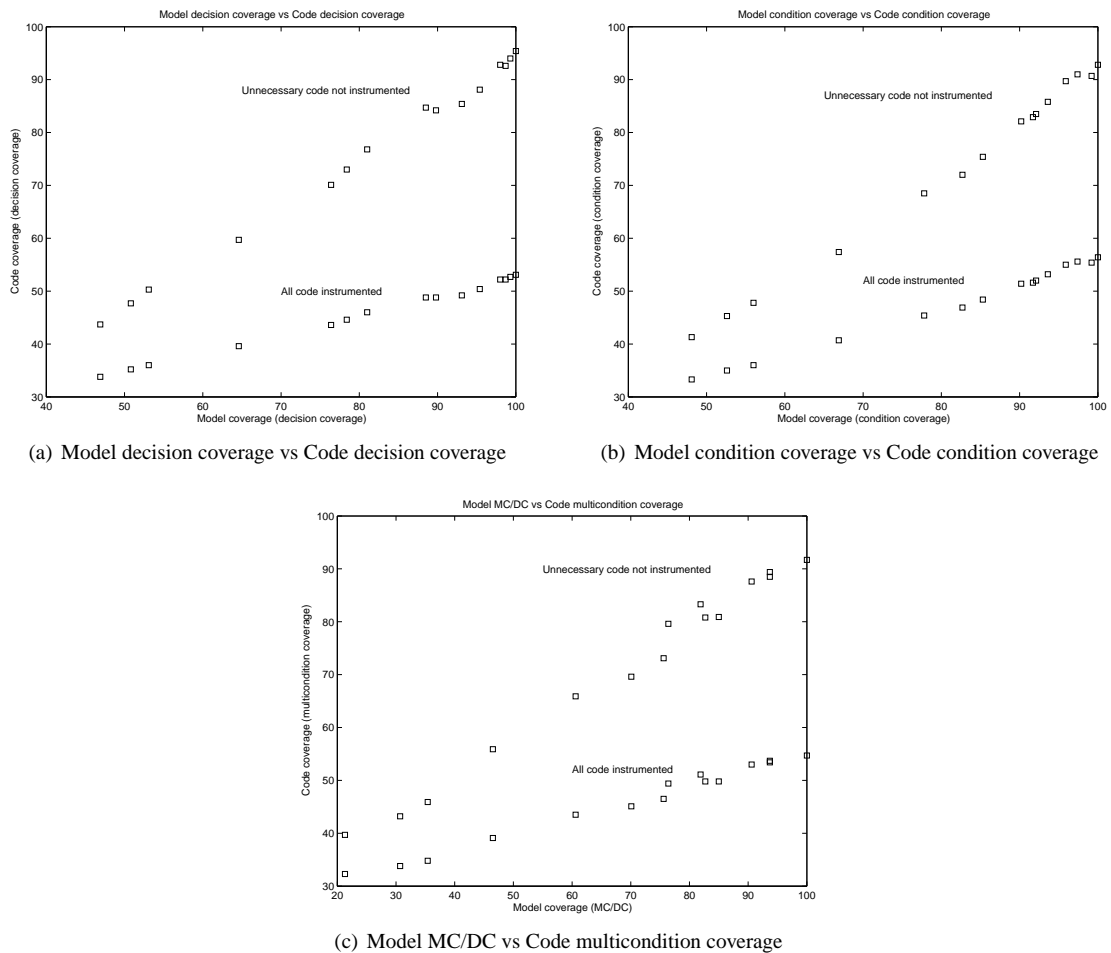 Model decision coverage vs Code decision coverage
100
90
80
70
60
50
40
30
Code coverage (decision coverage)
Unnecessary code not instrumented
All code instrumented
40 50 60 70 80 90 100
Model coverage (decision coverage)
(a) Model decision coverage vs Code decision coverage
Model condition coverage vs Code condition coverage
100
90
80
70
60
50
40
30
Code coverage (condition coverage)
Unnecessary code not instrumented
All code instrumented
40 50 60 70 80 90 100
Model coverage (condition coverage)
(b) Model condition coverage vs Code condition coverage
Model MC/DC vs Code multicondition coverage
100
90
80
70
60
50
40
30
Code coverage (multicondition coverage)
Unnecessary code not instrumented
All code instrumented
20 30 40 50 60 70 80 90 100
Model coverage (MC/DC)
(c) Model MC/DC vs Code multicondition coverage